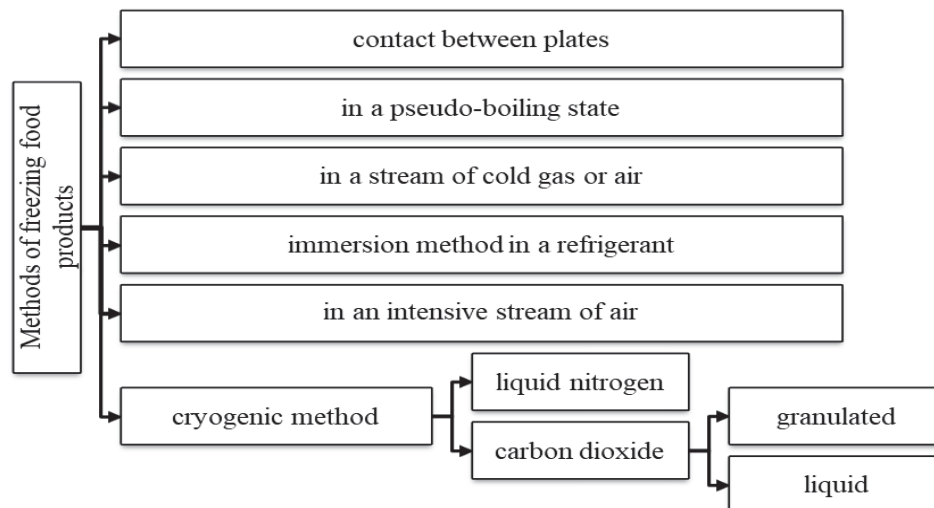 Methods of freezing food
products
contact between plates
in a pseudo-boiling state
in a stream of cold gas or air
immersion method in a refrigerant
in an intensive stream of air
cryogenic method
liquid nitrogen
carbon dioxide
granulated
liquid